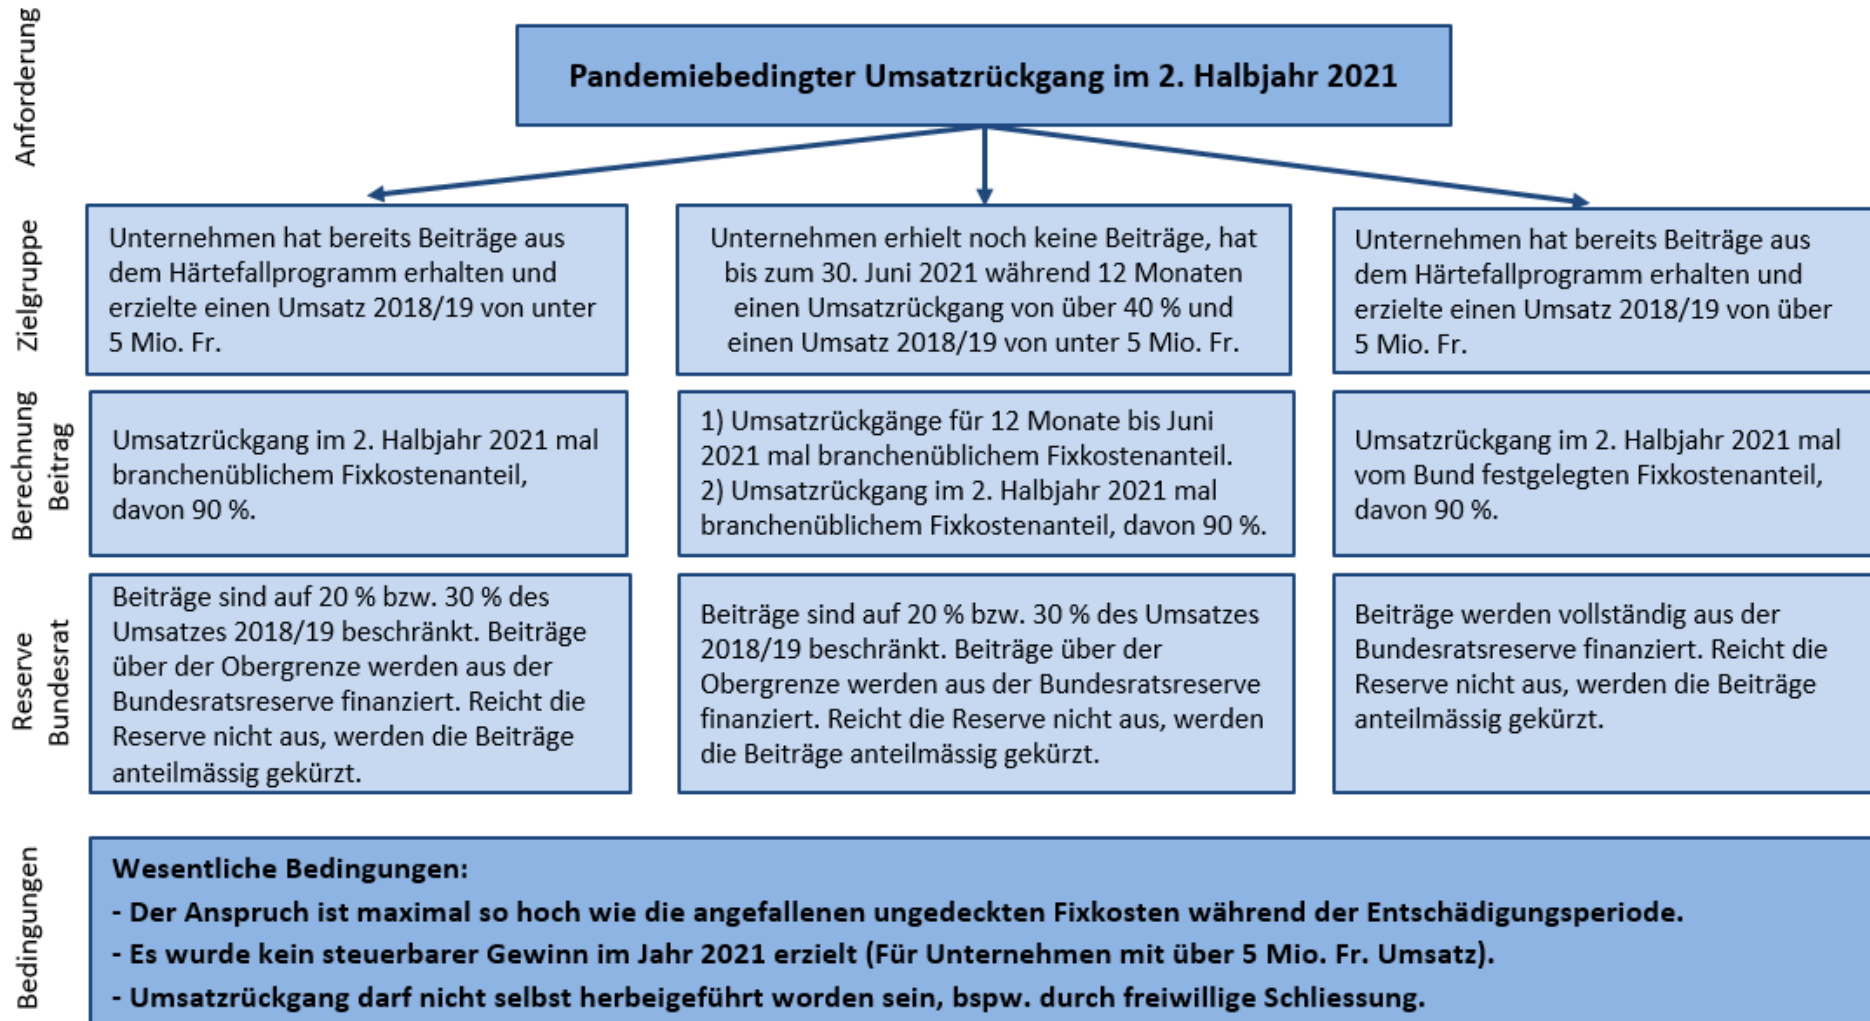 Anforderung
Pandemiebedingter Umsatzrückgang im 2. Halbjahr 2021
Zielgruppe
Unternehmen hat bereits Beiträge aus
dem Härtefallprogramm erhalten und
erzielte einen Umsatz 2018/19 von unter
5 Mio. Fr.
Unternehmen erhielt noch keine Beiträge, hat
bis zum 30. Juni 2021 während 12 Monaten
einen Umsatzrückgang von über 40 % und
einen Umsatz 2018/19 von unter 5 Mio. Fr.
Unternehmen hat bereits Beiträge aus
dem Härtefallprogramm erhalten und
erzielte einen Umsatz 2018/19 von über
5 Mio. Fr.
Berechnung
Beitrag
Umsatzrückgang im 2. Halbjahr 2021 mal
branchenüblichem Fixkostenanteil,
davon 90 %.
1) Umsatzrückgänge für 12 Monate bis Juni
2021 mal branchenüblichem Fixkostenanteil.
2) Umsatzrückgang im 2. Halbjahr 2021 mal
branchenüblichem Fixkostenanteil, davon 90 %.
Umsatzrückgang im 2. Halbjahr 2021 mal
vom Bund festgelegten Fixkostenanteil,
davon 90 %.
Reserve
Bundesrat
Beiträge sind auf 20 % bzw. 30 % des
Umsatzes 2018/19 beschränkt. Beiträge
über der Obergrenze werden aus der
Bundesratsreserve finanziert. Reicht die
Reserve nicht aus, werden die Beiträge
anteilmässig gekürzt.
Beiträge sind auf 20 % bzw. 30 % des Umsatzes
2018/19 beschränkt. Beiträge über der
Obergrenze werden aus der Bundesratsreserve
finanziert. Reicht die Reserve nicht aus, werden
die Beiträge anteilmässig gekürzt.
Beiträge werden vollständig aus der
Bundesratsreserve finanziert. Reicht die
Reserve nicht aus, werden die Beiträge
anteilmässig gekürzt.
Bedingungen
Wesentliche Bedingungen:
- Der Anspruch ist maximal so hoch wie die angefallenen ungedeckten Fixkosten während der Entschädigungsperiode.
- Es wurde kein steuerbarer Gewinn im Jahr 2021 erzielt (Für Unternehmen mit über 5 Mio. Fr. Umsatz).
- Umsatzrückgang darf nicht selbst herbeigeführt worden sein, bspw. durch freiwillige Schliessung.